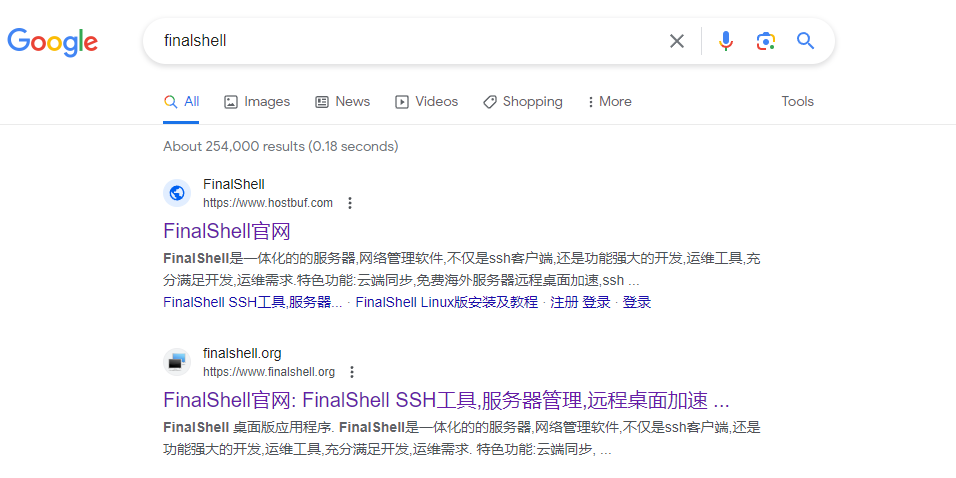 Google
finalshell
All Images News Videos Shopping More Tools
About 254,000 results (0.18 seconds)
FinalShell
https://www.hostbuf.com
FinalShell官网
FinalShell是一体化的的服务器,网络管理软件,不仅是ssh客户端,还是功能强大的开发,运维工具,充
分满足开发,运维需求.特色功能:云端同步,免费海外服务器远程桌面加速,ssh ...
FinalShell SSH工具,服务器... · FinalShell Linux版安装及教程 · 注册 登录 · 登录
finalshell.org
https://www.finalshell.org
FinalShell官网: FinalShell SSH工具,服务器管理,远程桌面加速 ...
FinalShell 桌面版应用程序. FinalShell是一体化的的服务器,网络管理软件,不仅是ssh客户端,还是
功能强大的开发,运维工具,充分满足开发,运维需求. 特色功能:云端同步, ...